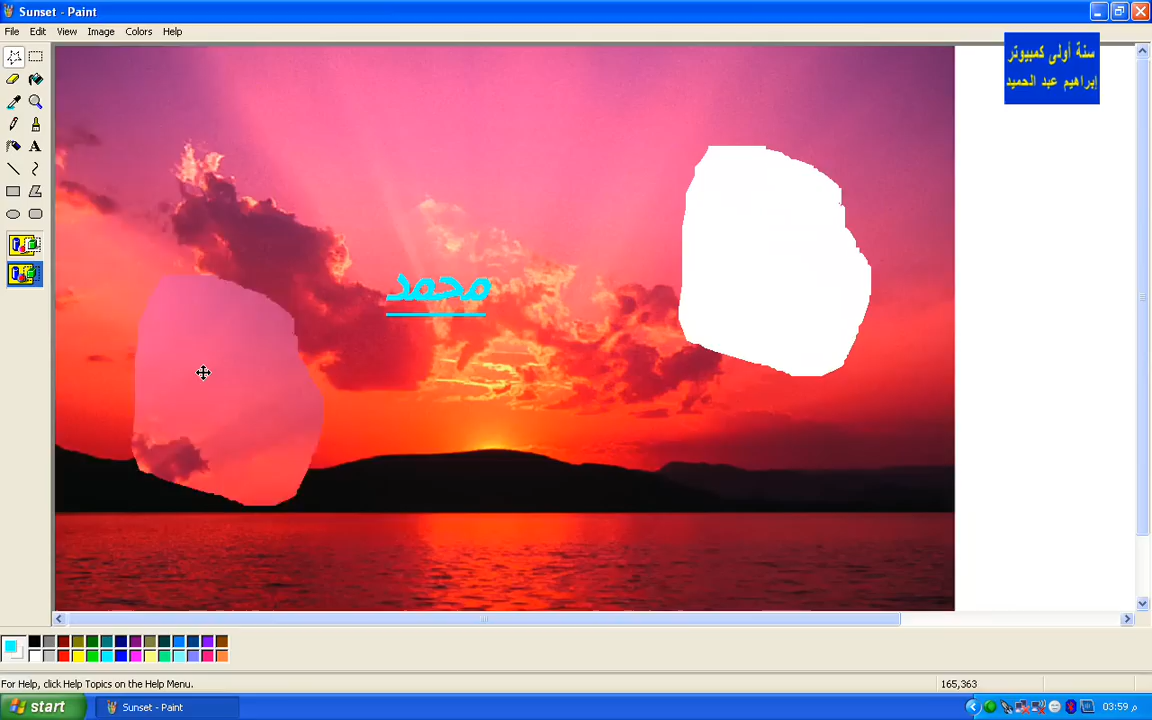 Sunset - Paint
File Edit View Image Colors Help
سنة أولى كمبيوتر
إبراهيم عبد الحميد
محمد
For Help, click Help Topics on the Help Menu.
165,363
start
Sunset - Paint
03:59 م